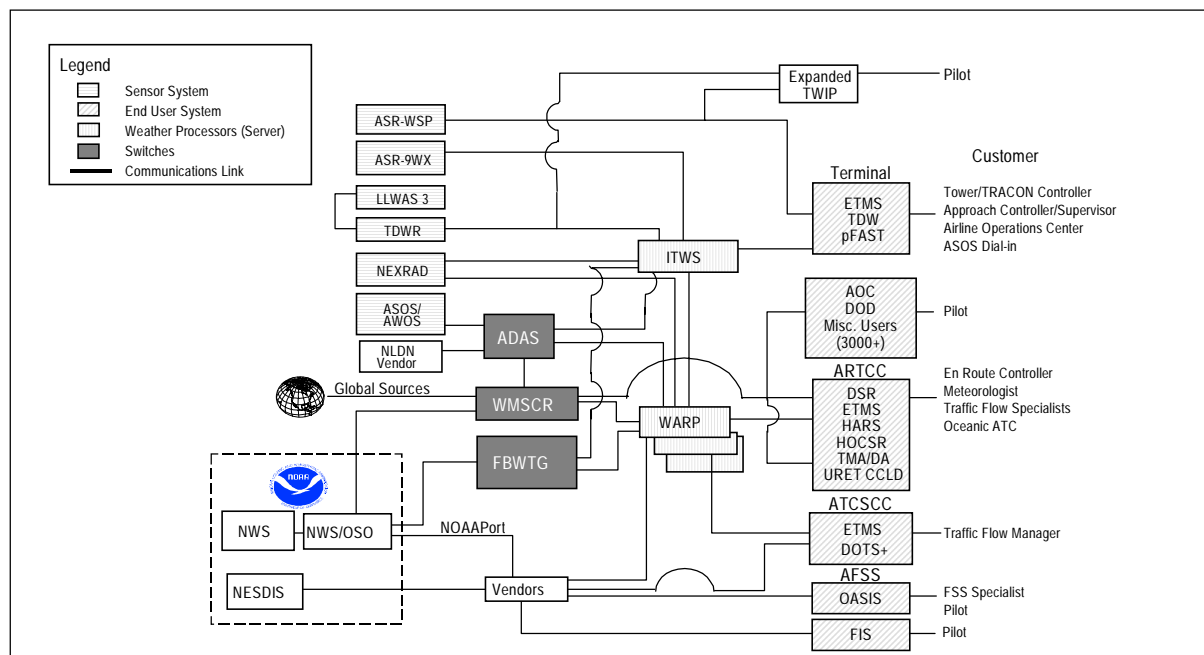 Legend
Sensor System
End User System
Weather Processors (Server)
Switches
Communications Link
Expanded
TWIP
Pilot
ASR-WSP
ASR-9WX
LLWAS 3
TDWR
NEXRAD
ASOS/
AWOS
NLDN
Vendor
ADAS
Global Sources
WMSCR
FBWTG
ITWS
WARP
Customer
Terminal
ETMS
TDW
pFAST
Tower/TRACON Controller
Approach Controller/Supervisor
Airline Operations Center
ASOS Dial-in
AOC
DOD
Misc. Users
(3000+)
Pilot
ARTCC
DSR
ETMS
HARS
HOCSR
TMA/DA
URET CCLD
En Route Controller
Meteorologist
Traffic Flow Specialists
Oceanic ATC
ATCSCC
ETMS
DOTS+
Traffic Flow Manager
AFSS
OASIS
FSS Specialist
Pilot
FIS
Pilot
NOAA
NWS
NWS/OSO
NOAAPort
NESDIS
Vendors